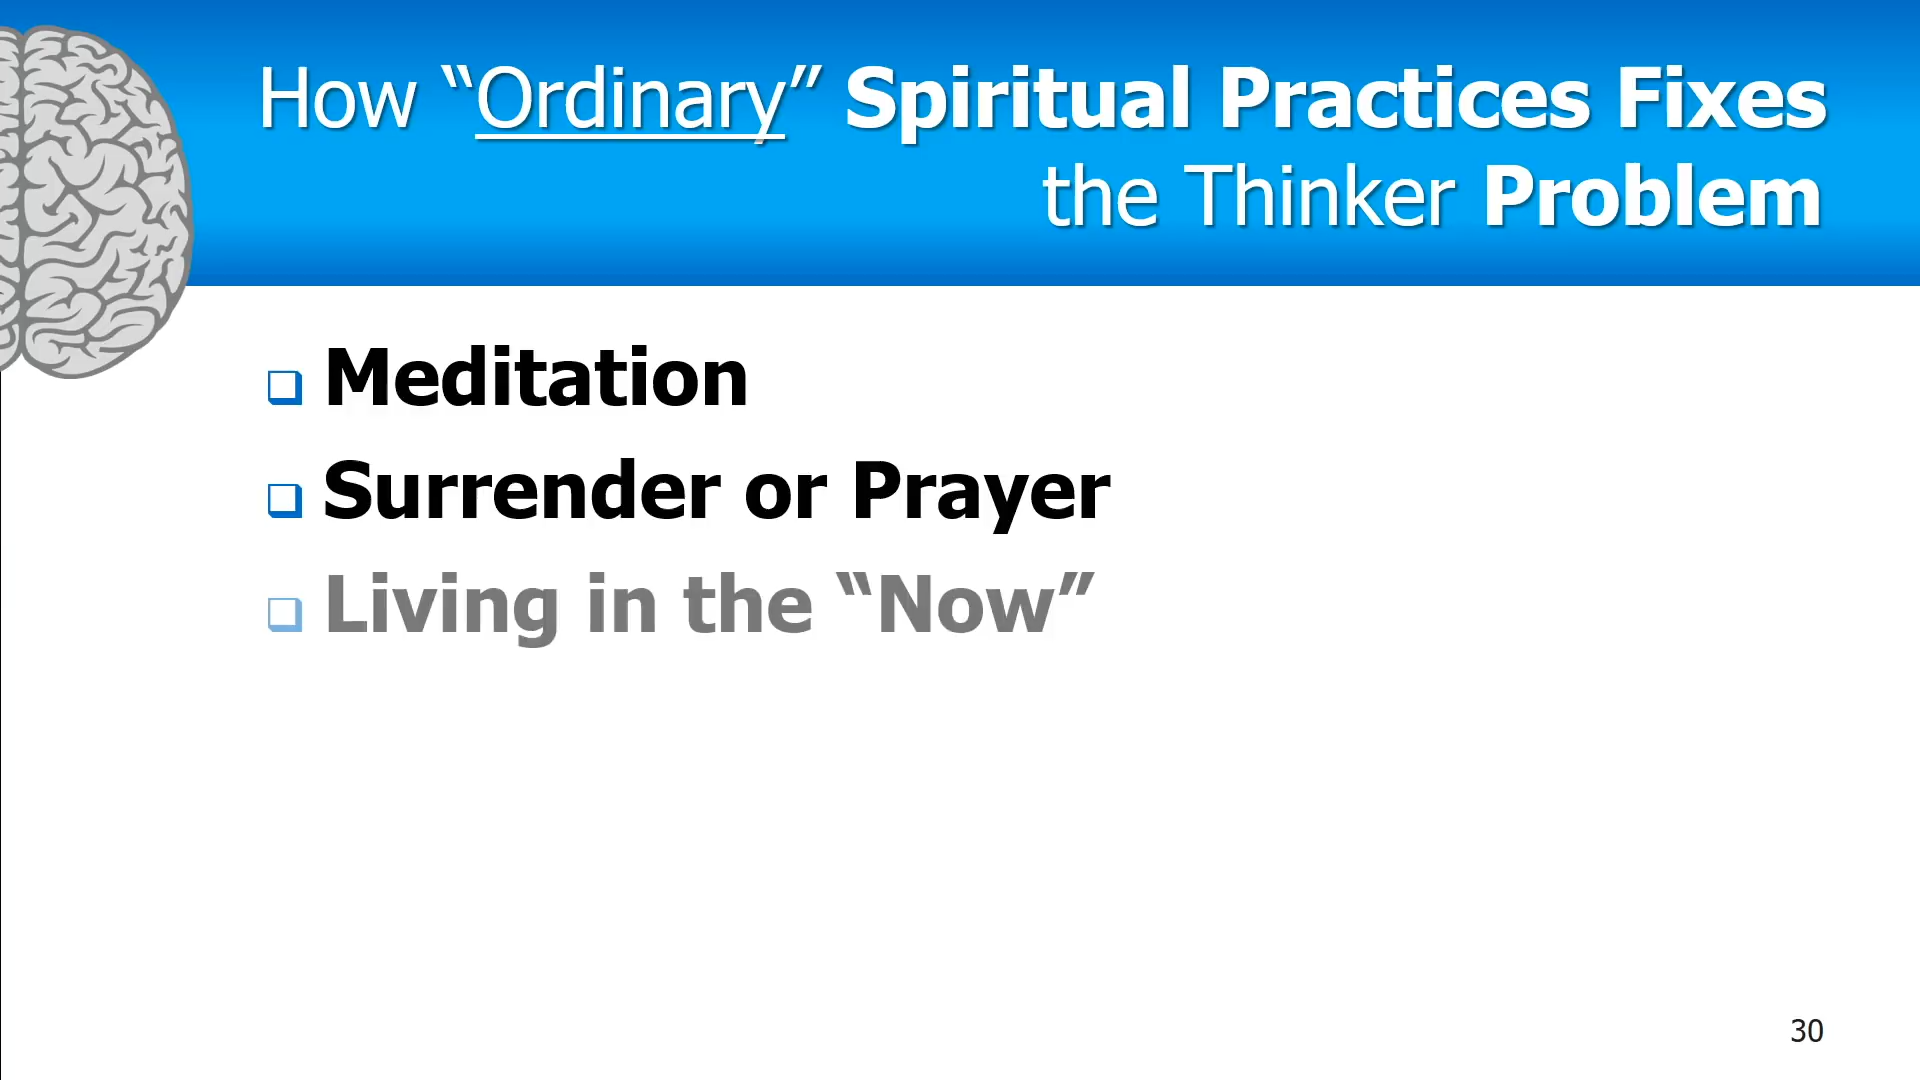 How “Ordinary” Spiritual Practices Fixes
the Thinker Problem
Meditation
Surrender or Prayer
Living in the “Now”
30